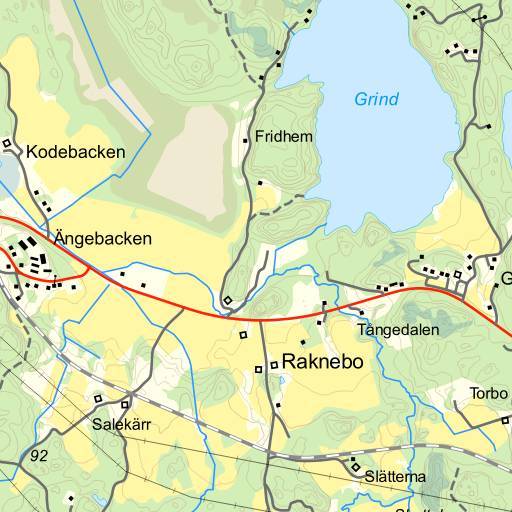 Grind
Fridhem
Kodebacken
Ängebacken
G
Tångedalen
Raknebo
Torbo
Salekärr
92
Slätterna